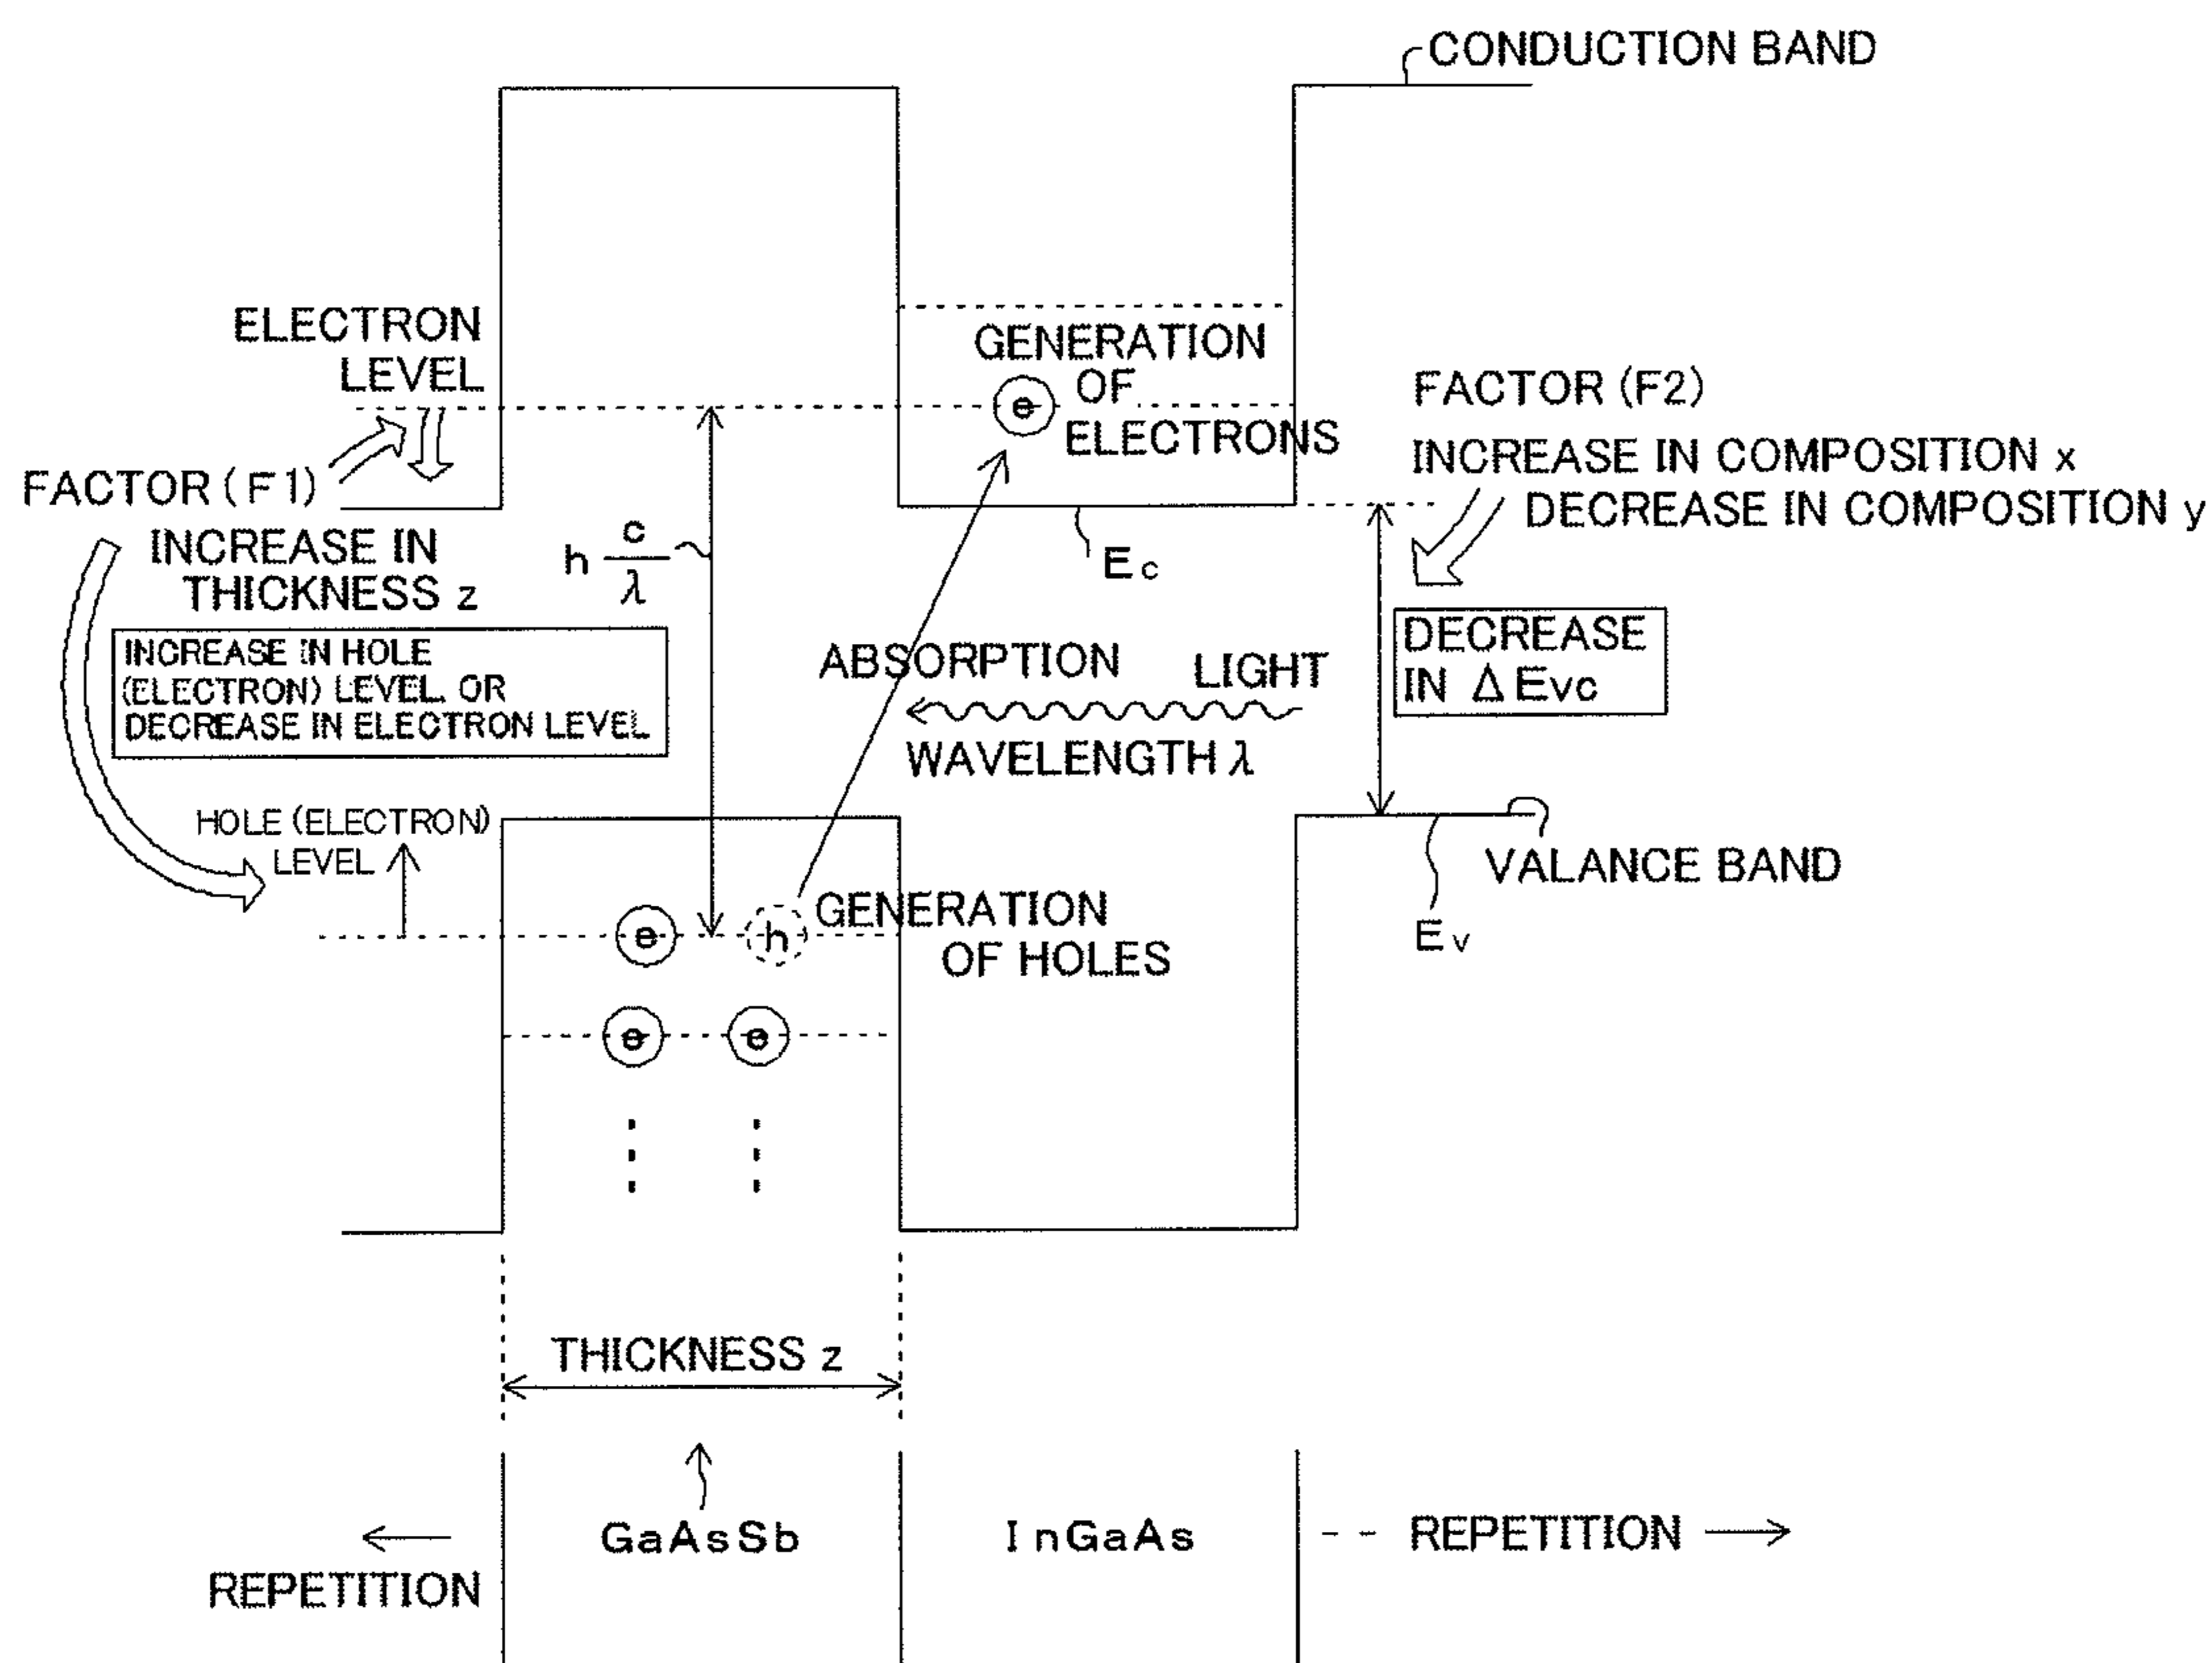 CONDUCTION BAND
ELECTRON
LEVEL
GENERATION
OF
e
ELECTRONS
FACTOR (F2)
INCREASE IN COMPOSITION x
DECREASE IN COMPOSITION y
FACTOR (F1)
INCREASE IN
THICKNESS z
h c/λ
Ec
INCREASE IN HOLE
(ELECTRON) LEVEL, OR
DECREASE IN ELECTRON LEVEL
ABSORPTION
LIGHT
WAVELENGTH λ
DECREASE
IN ΔEvc
HOLE (ELECTRON)
LEVEL
VALANCE BAND
Ev
e h
GENERATION
OF HOLES
e e
THICKNESS z
GaAsSb
InGaAs
REPETITION
REPETITION